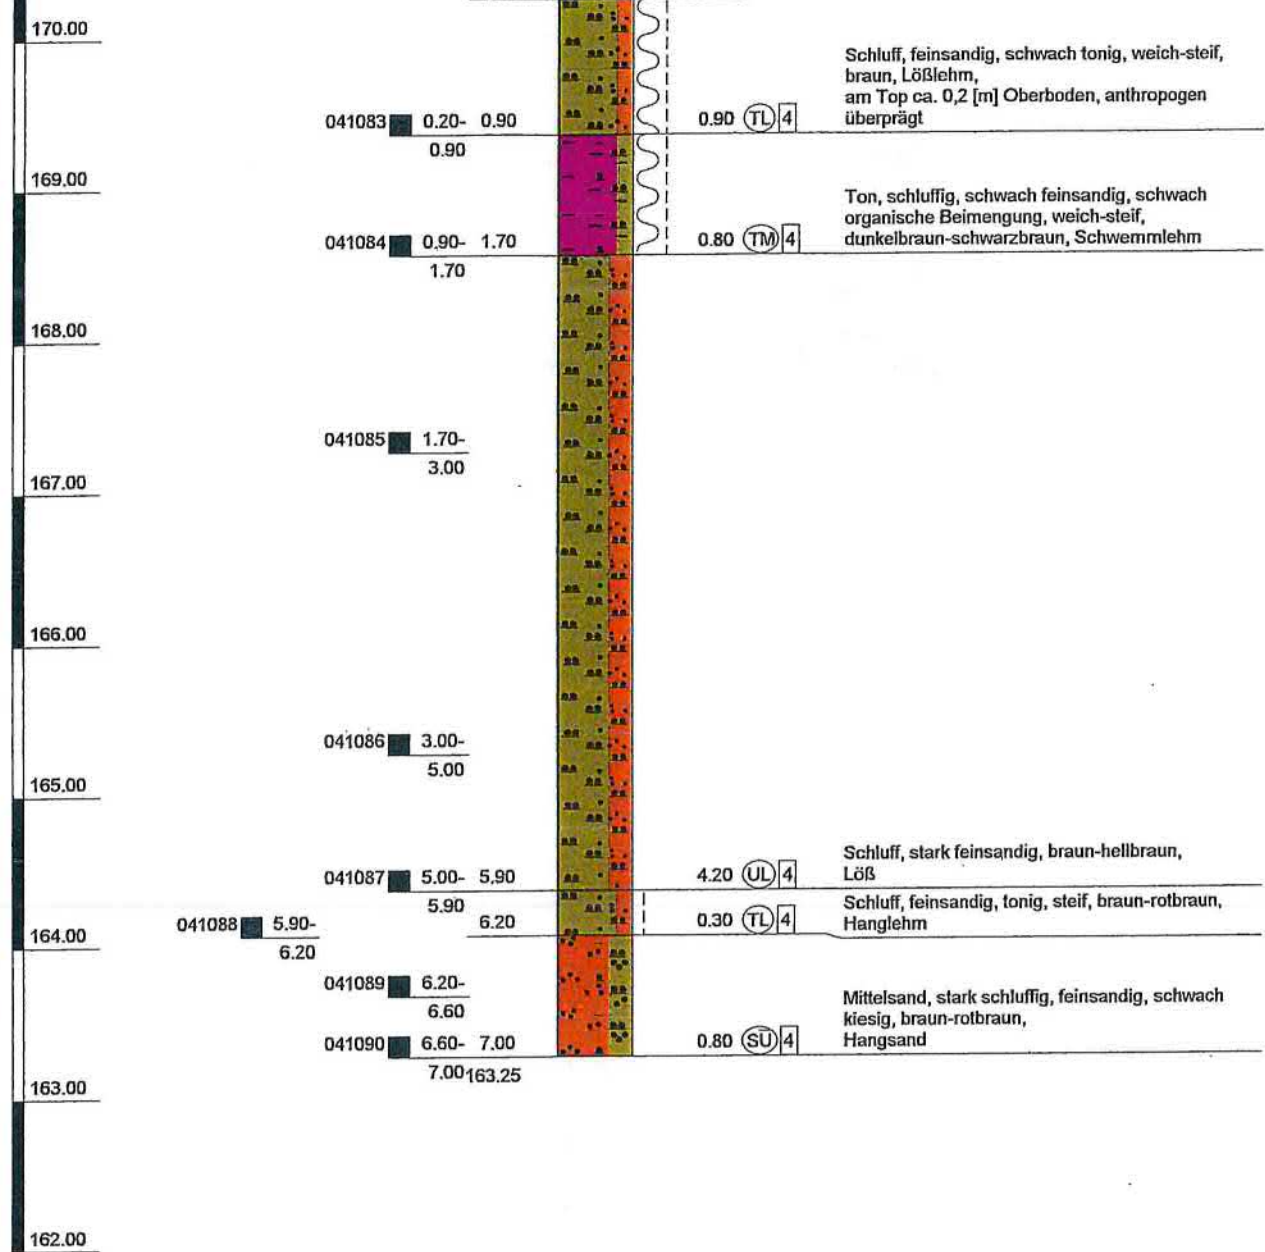 170.00
Schluff, feinsandig, schwach tonig, weich-steif,
braun, Lößlehm,
am Top ca. 0,2 [m] Oberboden, anthropogen
überprägt
041083 0.20- 0.90
0.90
0.90 TL 4
169.00
Ton, schluffig, schwach feinsandig, schwach
organische Beimengung, weich-steif,
dunkelbraun-schwarzbraun, Schwemmlehm
041084 0.90- 1.70
1.70
0.80 TM 4
168.00
041085 1.70-
3.00
167.00
166.00
041086 3.00-
5.00
165.00
Schluff, stark feinsandig, braun-hellbraun,
Löß
041087 5.00- 5.90
5.90
4.20 UL 4
Schluff, feinsandig, tonig, steif, braun-rotbraun,
Hanglehm
041088 5.90-
6.20
6.20
0.30 TL 4
164.00
041089 6.20-
6.60
Mittelsand, stark schluffig, feinsandig, schwach
kiesig, braun-rotbraun,
Hangsand
041090 6.60- 7.00
7.00 163.25
0.80 SŪ 4
163.00
162.00